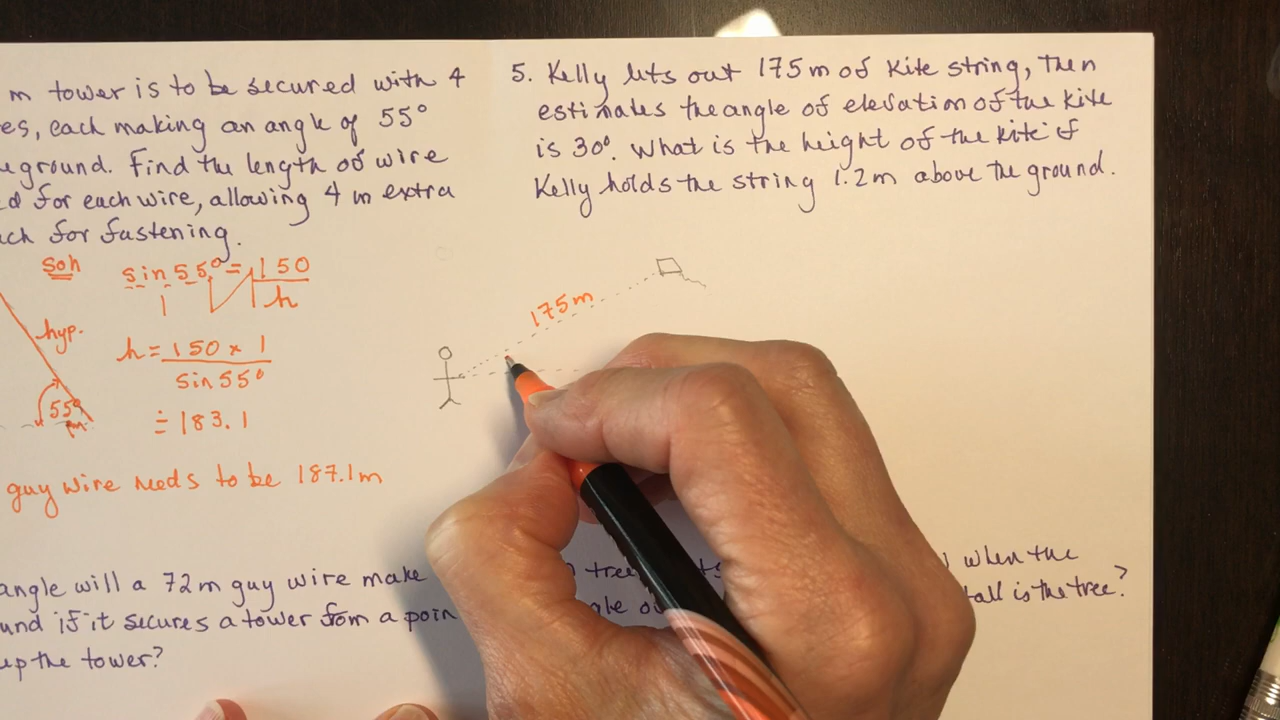 m tower is to be secured with 4
es, each making an angle of 55°
e ground. Find the length of wire
d for each wire, allowing 4 m extra
ch for fastening.
soh
sin 55° = 150
h
1
hyp.
h = 150 × 1
sin 55°
≐ 183.1
55°
guy wire needs to be 187.1m
angle will a 72 m guy wire make
und if it secures a tower from a poin
up the tower?
5. Kelly lets out 175 m of kite string, then
estimates the angle of elevation of the kite
is 30°. What is the height of the kite if
Kelly holds the string 1.2 m above the ground.
175m
tree
when the
tall is the tree?